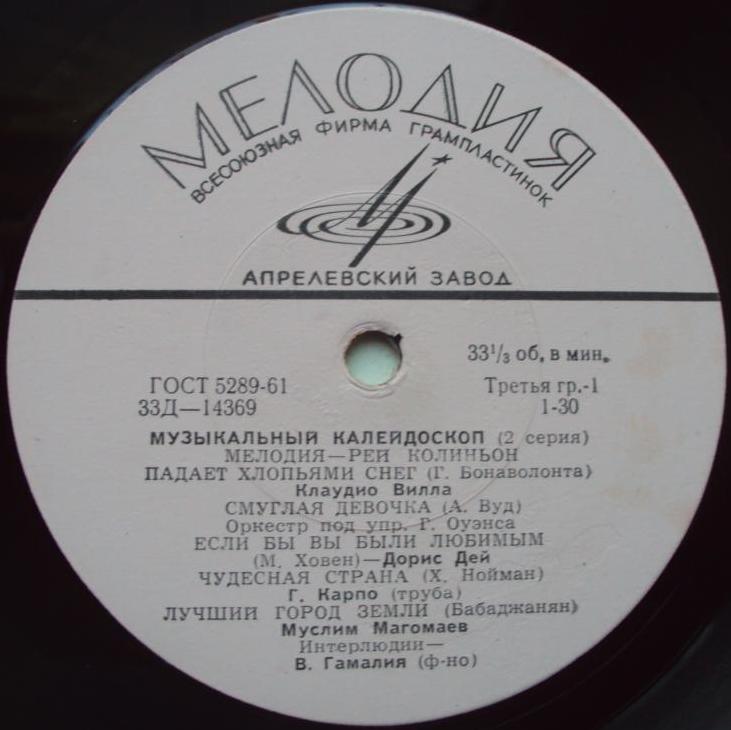 МЕЛОДИЯ
ВСЕСОЮЗНАЯ ФИРМА ГРАМПЛАСТИНОК
АПРЕЛЕВСКИЙ ЗАВОД
33⅓ об, в мин.
ГОСТ 5289-61 Третья гр.-1
33Д—14369 1-30
МУЗЫКАЛЬНЫЙ КАЛЕЙДОСКОП (2 серия)
МЕЛОДИЯ—РЕЙ КОЛИНЬОН
ПАДАЕТ ХЛОПЬЯМИ СНЕГ (Г. Бонаволонта)
Клаудио Вилла
СМУГЛАЯ ДЕВОЧКА (А. Вуд)
Оркестр под упр. Г. Оуэнса
ЕСЛИ БЫ ВЫ БЫЛИ ЛЮБИМЫМ
(М. Ховен)—Дорис Дей
ЧУДЕСНАЯ СТРАНА (Х. Нойман)
Г. Карпо (труба)
ЛУЧШИЙ ГОРОД ЗЕМЛИ (Бабаджанян)
Муслим Магомаев
Интерлюдии—
В. Гамалия (ф-но)